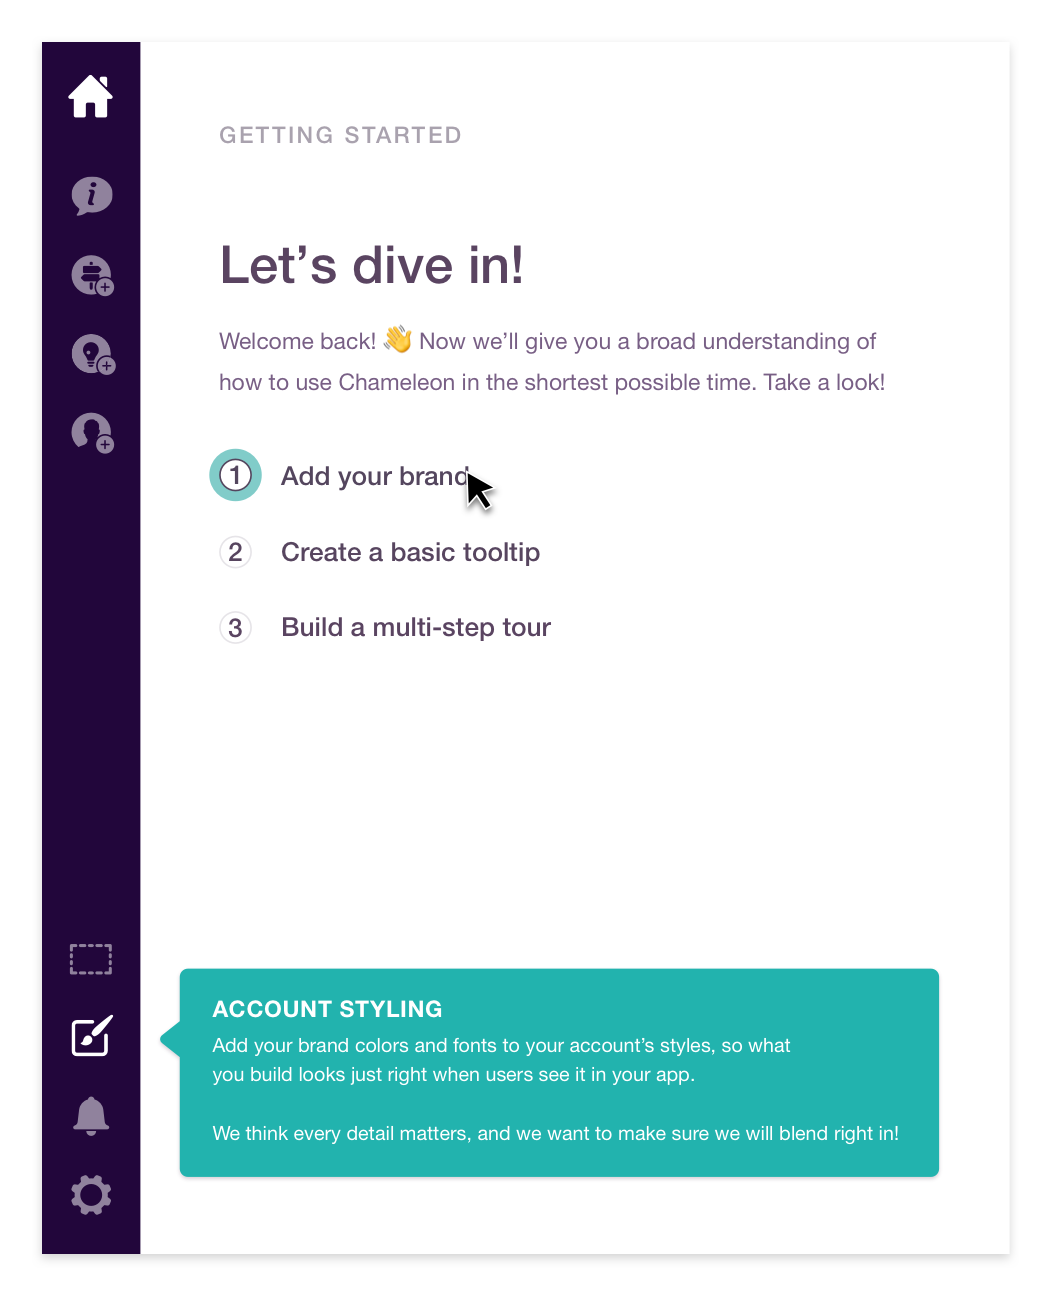 GETTING STARTED
Let’s dive in!
Welcome back! 👋 Now we’ll give you a broad understanding of
how to use Chameleon in the shortest possible time. Take a look!
1 Add your brand
2 Create a basic tooltip
3 Build a multi-step tour
ACCOUNT STYLING
Add your brand colors and fonts to your account’s styles, so what
you build looks just right when users see it in your app.
We think every detail matters, and we want to make sure we will blend right in!